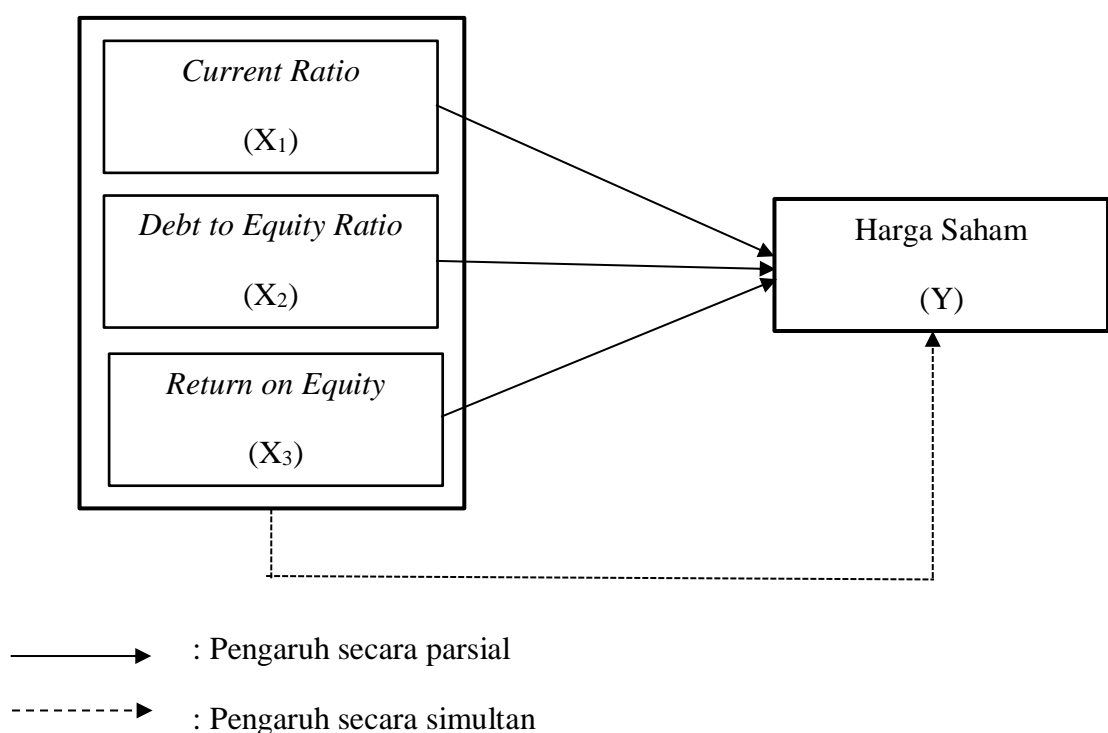 Current Ratio
(X₁)
Debt to Equity Ratio
(X₂)
Return on Equity
(X₃)
Harga Saham
(Y)
: Pengaruh secara parsial
: Pengaruh secara simultan